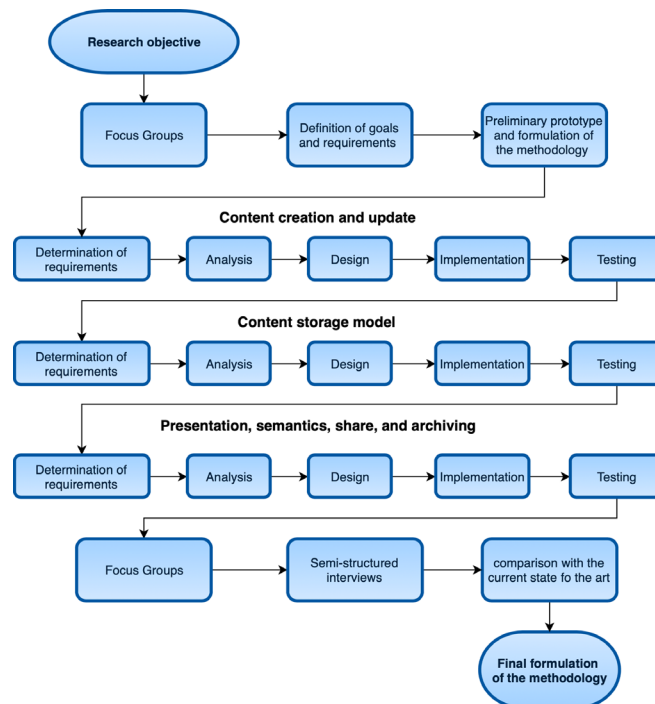 Research objective
Focus Groups
Definition of goals
and requirements
Preliminary prototype
and formulation of
the methodology
Content creation and update
Determination of
requirements
Analysis
Design
Implementation
Testing
Content storage model
Determination of
requirements
Analysis
Design
Implementation
Testing
Presentation, semantics, share, and archiving
Determination of
requirements
Analysis
Design
Implementation
Testing
Focus Groups
Semi-structured
interviews
comparison with the
current state fo the art
Final formulation
of the methodology